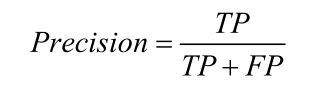 Precision = TP / (TP + FP)